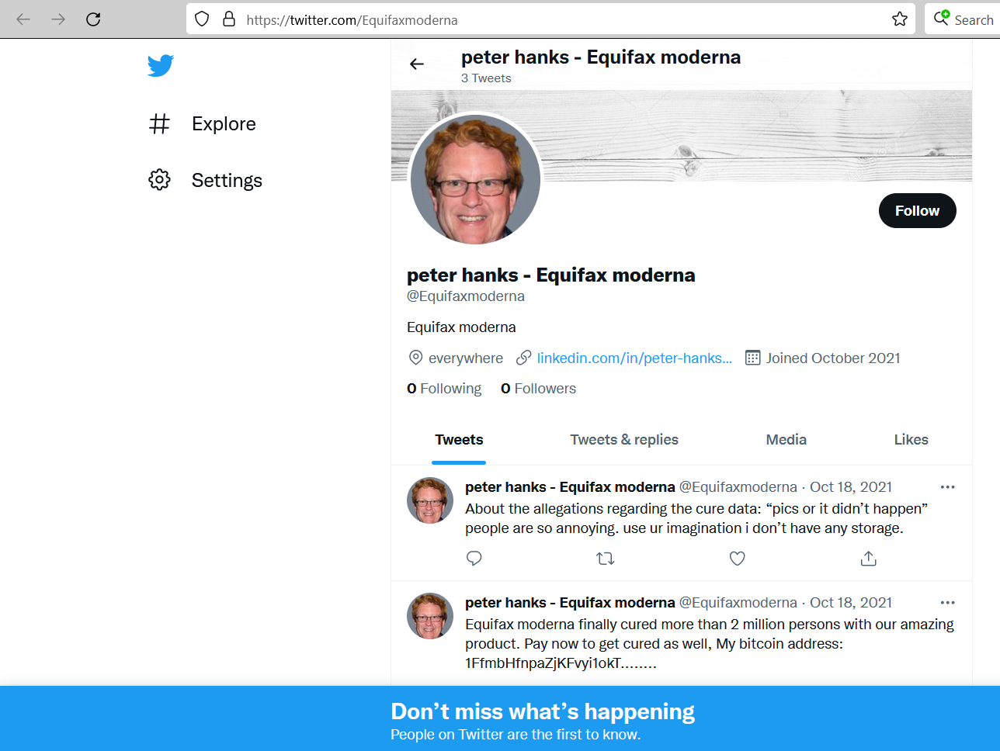 https://twitter.com/Equifaxmoderna
Search
peter hanks - Equifax moderna
3 Tweets
Explore
Settings
Follow
peter hanks - Equifax moderna
@Equifaxmoderna
Equifax moderna
everywhere linkedin.com/in/peter-hanks... Joined October 2021
0 Following 0 Followers
Tweets Tweets & replies Media Likes
peter hanks - Equifax moderna @Equifaxmoderna · Oct 18, 2021
About the allegations regarding the cure data: “pics or it didn’t happen”
people are so annoying. use ur imagination i don’t have any storage.
peter hanks - Equifax moderna @Equifaxmoderna · Oct 18, 2021
Equifax moderna finally cured more than 2 million persons with our amazing
product. Pay now to get cured as well, My bitcoin address:
1FfmbHfnpaZjKFvyi1okT........
Don’t miss what’s happening
People on Twitter are the first to know.